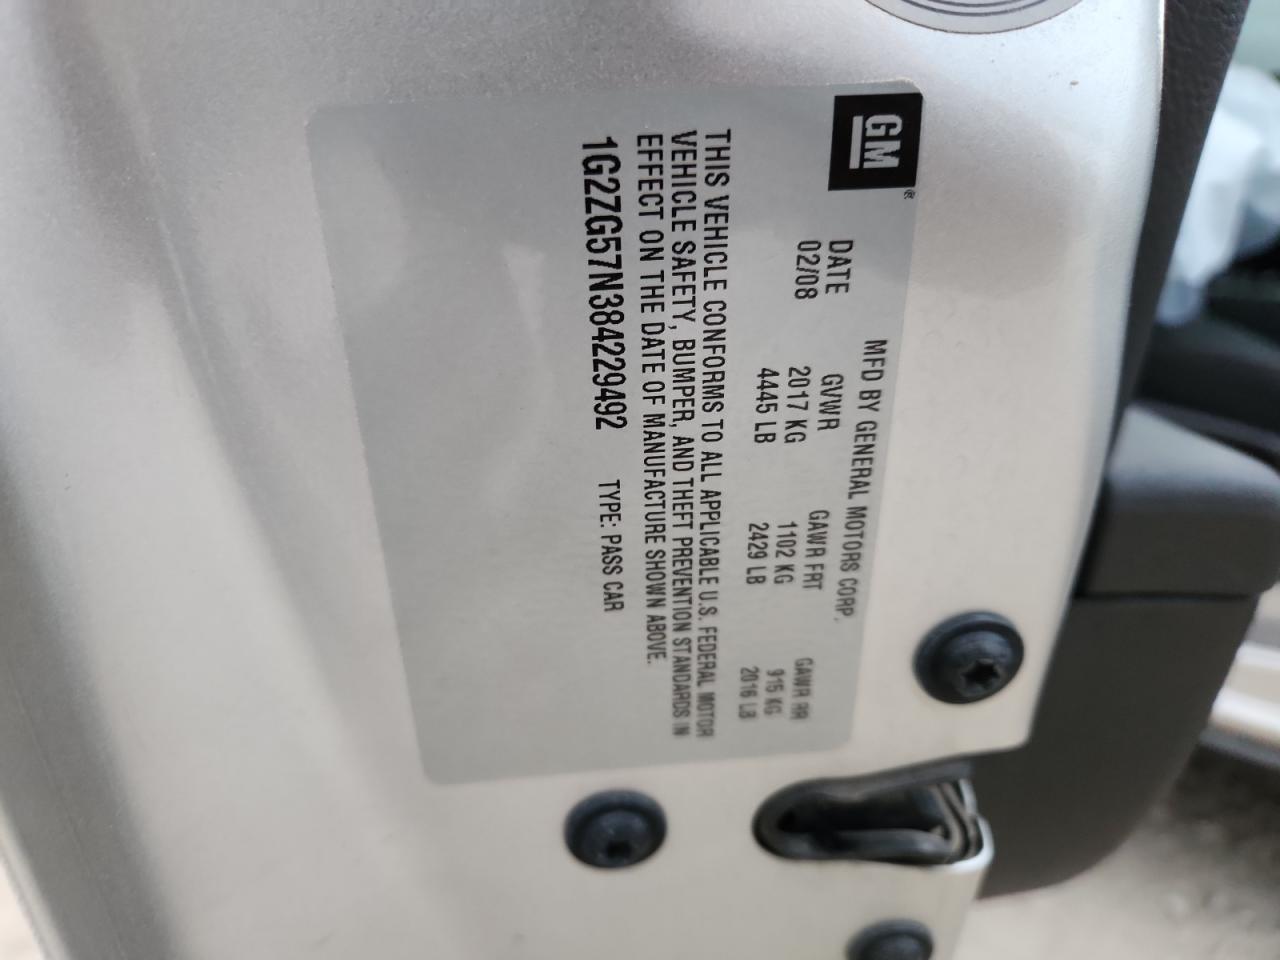 GM
®
MFD BY GENERAL MOTORS CORP.
DATE GVWR GAWR FRT GAWR RR
02/08 2017 KG 1102 KG 915 KG
4445 LB 2429 LB 2016 LB
THIS VEHICLE CONFORMS TO ALL APPLICABLE U.S. FEDERAL MOTOR
VEHICLE SAFETY, BUMPER, AND THEFT PREVENTION STANDARDS IN
EFFECT ON THE DATE OF MANUFACTURE SHOWN ABOVE.
1G2ZG57N384229492 TYPE: PASS CAR